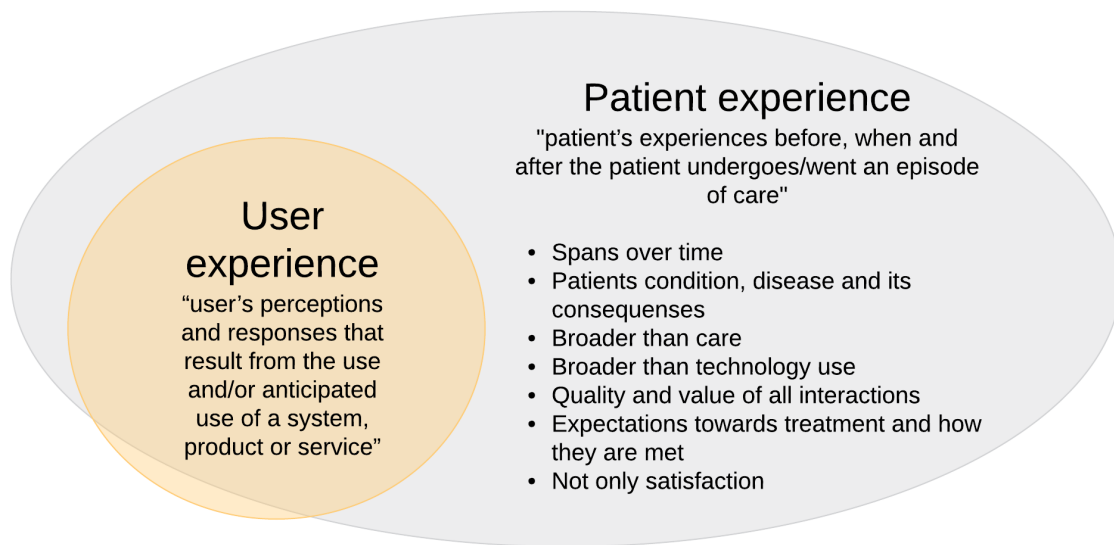 Patient experience
"patient’s experiences before, when and
after the patient undergoes/went an episode
of care"
User
experience
“user’s perceptions
and responses that
result from the use
and/or anticipated
use of a system,
product or service”
• Spans over time
• Patients condition, disease and its
consequenses
• Broader than care
• Broader than technology use
• Quality and value of all interactions
• Expectations towards treatment and how
they are met
• Not only satisfaction